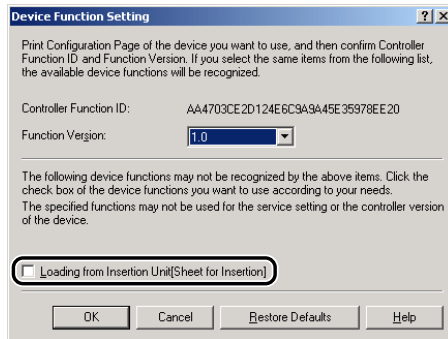 Device Function Setting
Print Configuration Page of the device you want to use, and then confirm Controller
Function ID and Function Version. If you select the same items from the following list,
the available device functions will be recognized.
Controller Function ID: AA4703CE2D124E6C9A9A45E35978EE20
Function Version: 1.0
The following device functions may not be recognized by the above items. Click the
check box of the device functions you want to use according to your needs.
The specified functions may not be used for the service setting or the controller version
of the device.
Loading from Insertion Unit[Sheet for Insertion]
OK Cancel Restore Defaults Help